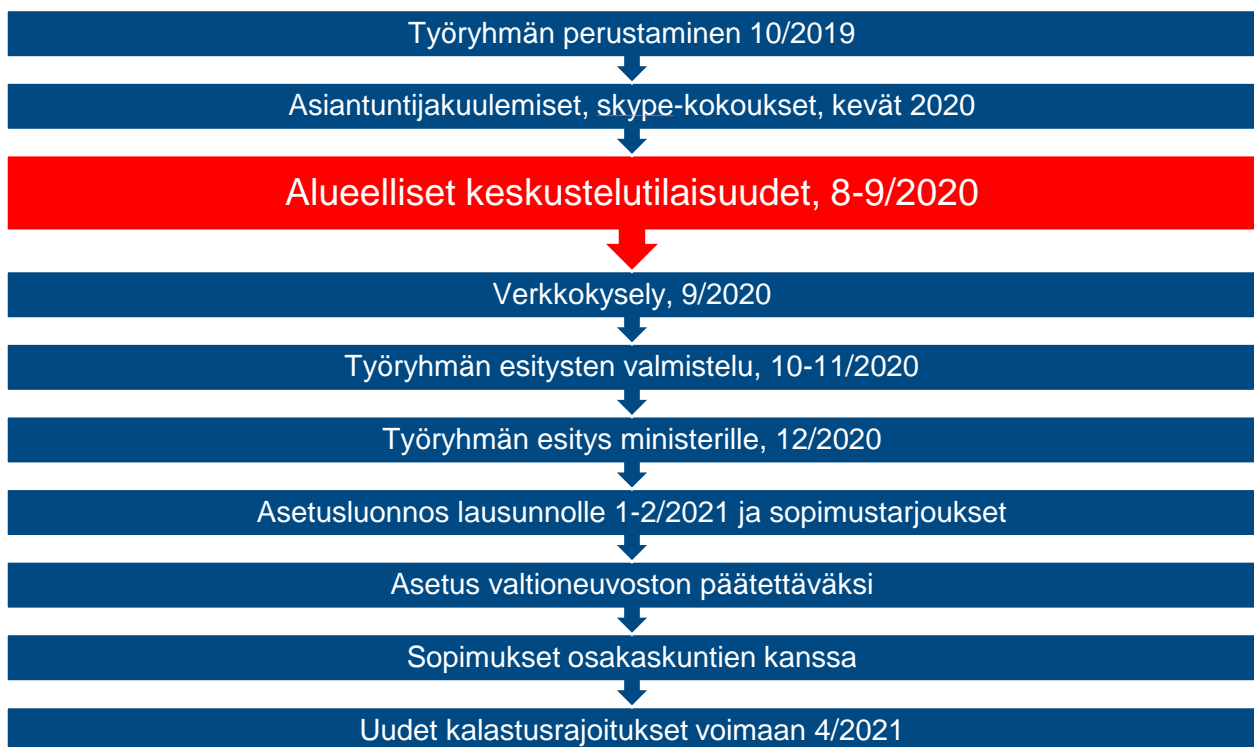 Työryhmän perustaminen 10/2019
Asiantuntijakuulemiset, skype-kokoukset, kevät 2020
Alueelliset keskustelutilaisuudet, 8-9/2020
Verkkokysely, 9/2020
Työryhmän esitysten valmistelu, 10-11/2020
Työryhmän esitys ministerille, 12/2020
Asetusluonnos lausunnolle 1-2/2021 ja sopimustarjoukset
Asetus valtioneuvoston päätettäväksi
Sopimukset osakaskuntien kanssa
Uudet kalastusrajoitukset voimaan 4/2021